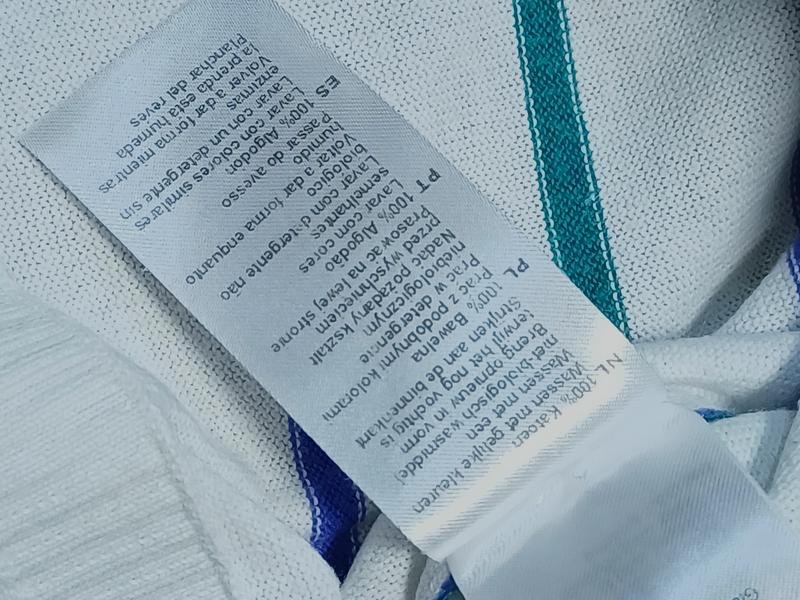 NL 100% Katoen
Wassen met gelijke kleuren
Wassen met een
niet biologisch wasmiddel
Breng opnieuw in vorm
terwijl het nog vochtig is
Strijken aan de binnenkant
PL 100% Bawełna
Prać z podobnymi kolorami
Prać w detergencie
niebiologicznym
Nadać pożądany kształt
przed wyschnięciem
Prasować na lewej stronie
PT 100% Algodão
Lavar com cores
semelhantes
Lavar com detergente não
biológico
Voltar a dar forma enquanto
húmido
Passar do avesso
ES 100% Algodón
Lavar con colores similares
Lavar con un detergente sin
enzimas
Volver a dar forma mientras
la prenda está húmeda
Planchar del revés